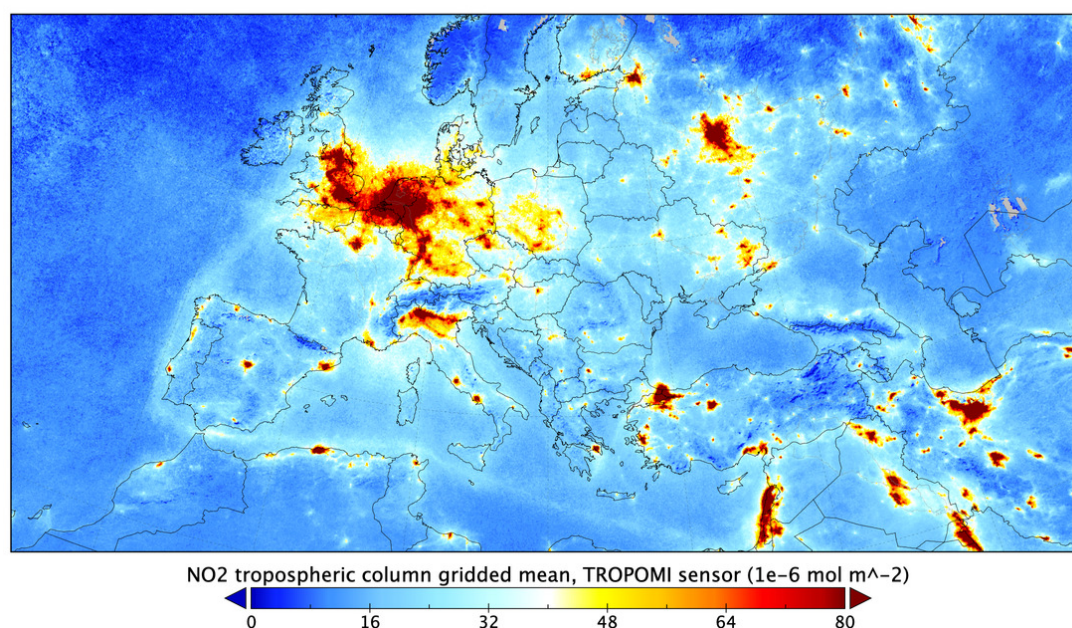 NO2 tropospheric column gridded mean, TROPOMI sensor (1e-6 mol m^-2)
0 16 32 48 64 80